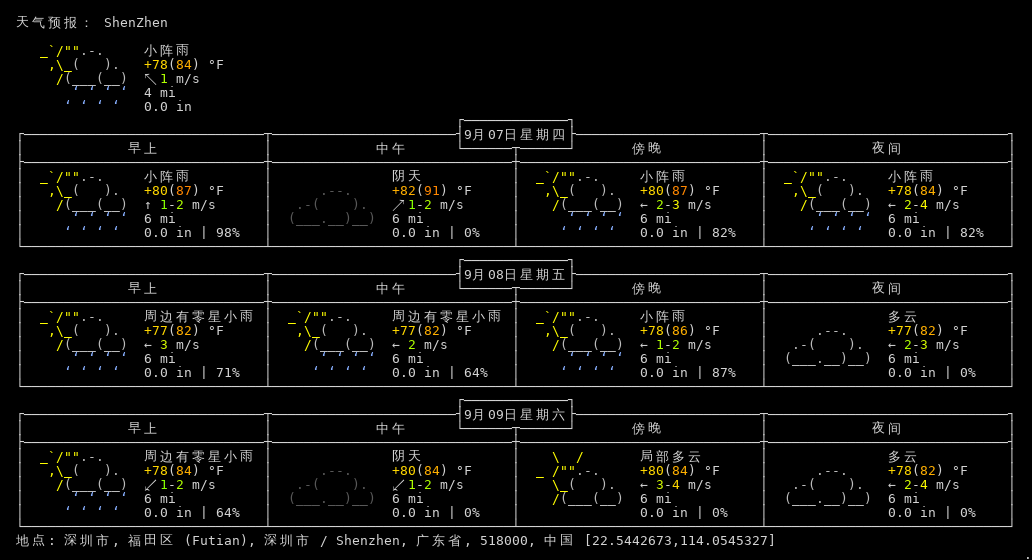 天气预报： ShenZhen
小阵雨
+78(84) °F
↖ 1 m/s
4 mi
0.0 in
9月07日星期四
早上 中午 傍晚 夜间
小阵雨 阴天 小阵雨 小阵雨
+80(87) °F +82(91) °F +80(87) °F +78(84) °F
↑ 1-2 m/s ↗ 1-2 m/s ← 2-3 m/s ← 2-4 m/s
6 mi 6 mi 6 mi 6 mi
0.0 in | 98% 0.0 in | 0% 0.0 in | 82% 0.0 in | 82%
9月08日星期五
早上 中午 傍晚 夜间
周边有零星小雨 周边有零星小雨 小阵雨 多云
+77(82) °F +77(82) °F +78(86) °F +77(82) °F
← 3 m/s ← 2 m/s ← 1-2 m/s ← 2-3 m/s
6 mi 6 mi 6 mi 6 mi
0.0 in | 71% 0.0 in | 64% 0.0 in | 87% 0.0 in | 0%
9月09日星期六
早上 中午 傍晚 夜间
周边有零星小雨 阴天 局部多云 多云
+78(84) °F +80(84) °F +80(84) °F +78(82) °F
↙ 1-2 m/s ↙ 1-2 m/s ← 3-4 m/s ← 2-4 m/s
6 mi 6 mi 6 mi 6 mi
0.0 in | 64% 0.0 in | 0% 0.0 in | 0% 0.0 in | 0%
地点: 深圳市, 福田区 (Futian), 深圳市 / Shenzhen, 广东省, 518000, 中国 [22.5442673,114.0545327]